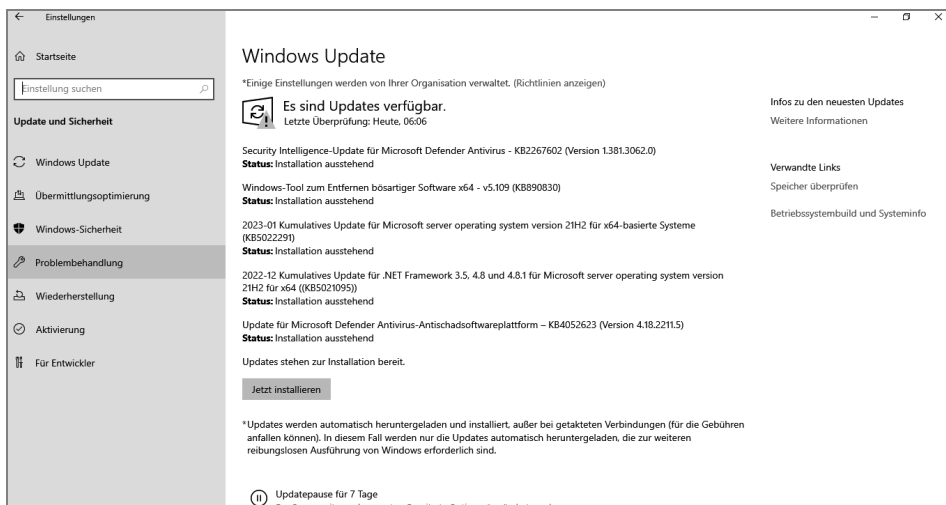 Einstellungen
Startseite
Einstellung suchen
Update und Sicherheit
Windows Update
Übermittlungsoptimierung
Windows-Sicherheit
Problembehandlung
Wiederherstellung
Aktivierung
Für Entwickler
Windows Update
*Einige Einstellungen werden von Ihrer Organisation verwaltet. (Richtlinien anzeigen)
Es sind Updates verfügbar.
Letzte Überprüfung: Heute, 06:06
Security Intelligence-Update für Microsoft Defender Antivirus - KB2267602 (Version 1.381.3062.0)
Status: Installation ausstehend
Windows-Tool zum Entfernen bösartiger Software x64 - v5.109 (KB890830)
Status: Installation ausstehend
2023-01 Kumulatives Update für Microsoft server operating system version 21H2 für x64-basierte Systeme
(KB5022291)
Status: Installation ausstehend
2022-12 Kumulatives Update für .NET Framework 3.5, 4.8 und 4.8.1 für Microsoft server operating system version
21H2 für x64 ((KB5021095))
Status: Installation ausstehend
Update für Microsoft Defender Antivirus-Antischadsoftwareplattform – KB4052623 (Version 4.18.2211.5)
Status: Installation ausstehend
Updates stehen zur Installation bereit.
Jetzt installieren
*Updates werden automatisch heruntergeladen und installiert, außer bei getakteten Verbindungen (für die Gebühren
anfallen können). In diesem Fall werden nur die Updates automatisch heruntergeladen, die zur weiteren
reibungslosen Ausführung von Windows erforderlich sind.
Updatepause für 7 Tage
Infos zu den neuesten Updates
Weitere Informationen
Verwandte Links
Speicher überprüfen
Betriebssystembuild und Systeminfo